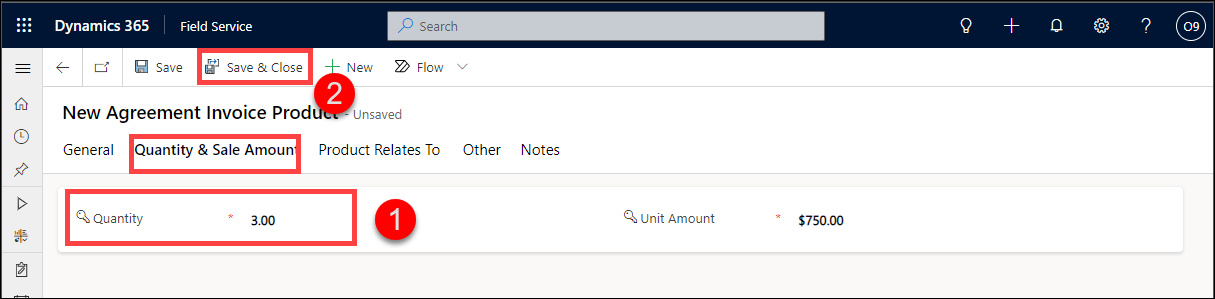 Dynamics 365 Field Service Search ? O9
Save Save & Close New Flow
2
New Agreement Invoice Product - Unsaved
General Quantity & Sale Amount Product Relates To Other Notes
Quantity * 3.00 1 Unit Amount * $750.00